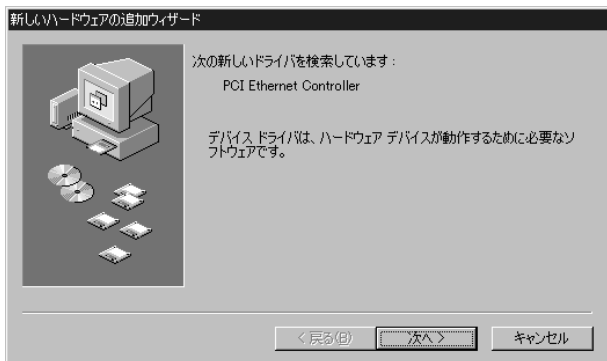 新しいハードウェアの追加ウィザード
次の新しいドライバを検索しています:
PCI Ethernet Controller
デバイス ドライバは、ハードウェア デバイスが動作するために必要なソ
フトウェアです。
< 戻る(B)
次へ >
キャンセル